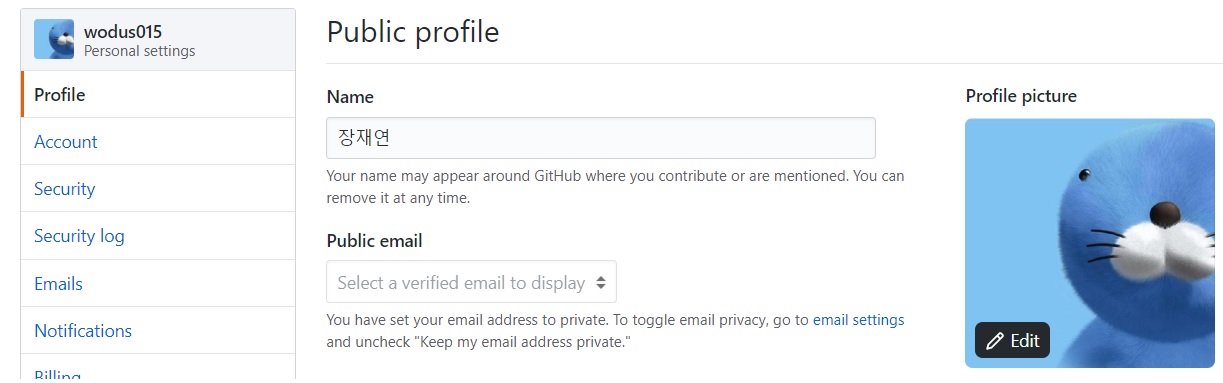 wodus015
Personal settings
Profile
Account
Security
Security log
Emails
Notifications
Billing
Public profile
Name
장재연
Your name may appear around GitHub where you contribute or are mentioned. You can
remove it at any time.
Public email
Select a verified email to display
You have set your email address to private. To toggle email privacy, go to email settings
and uncheck "Keep my email address private."
Profile picture
Edit